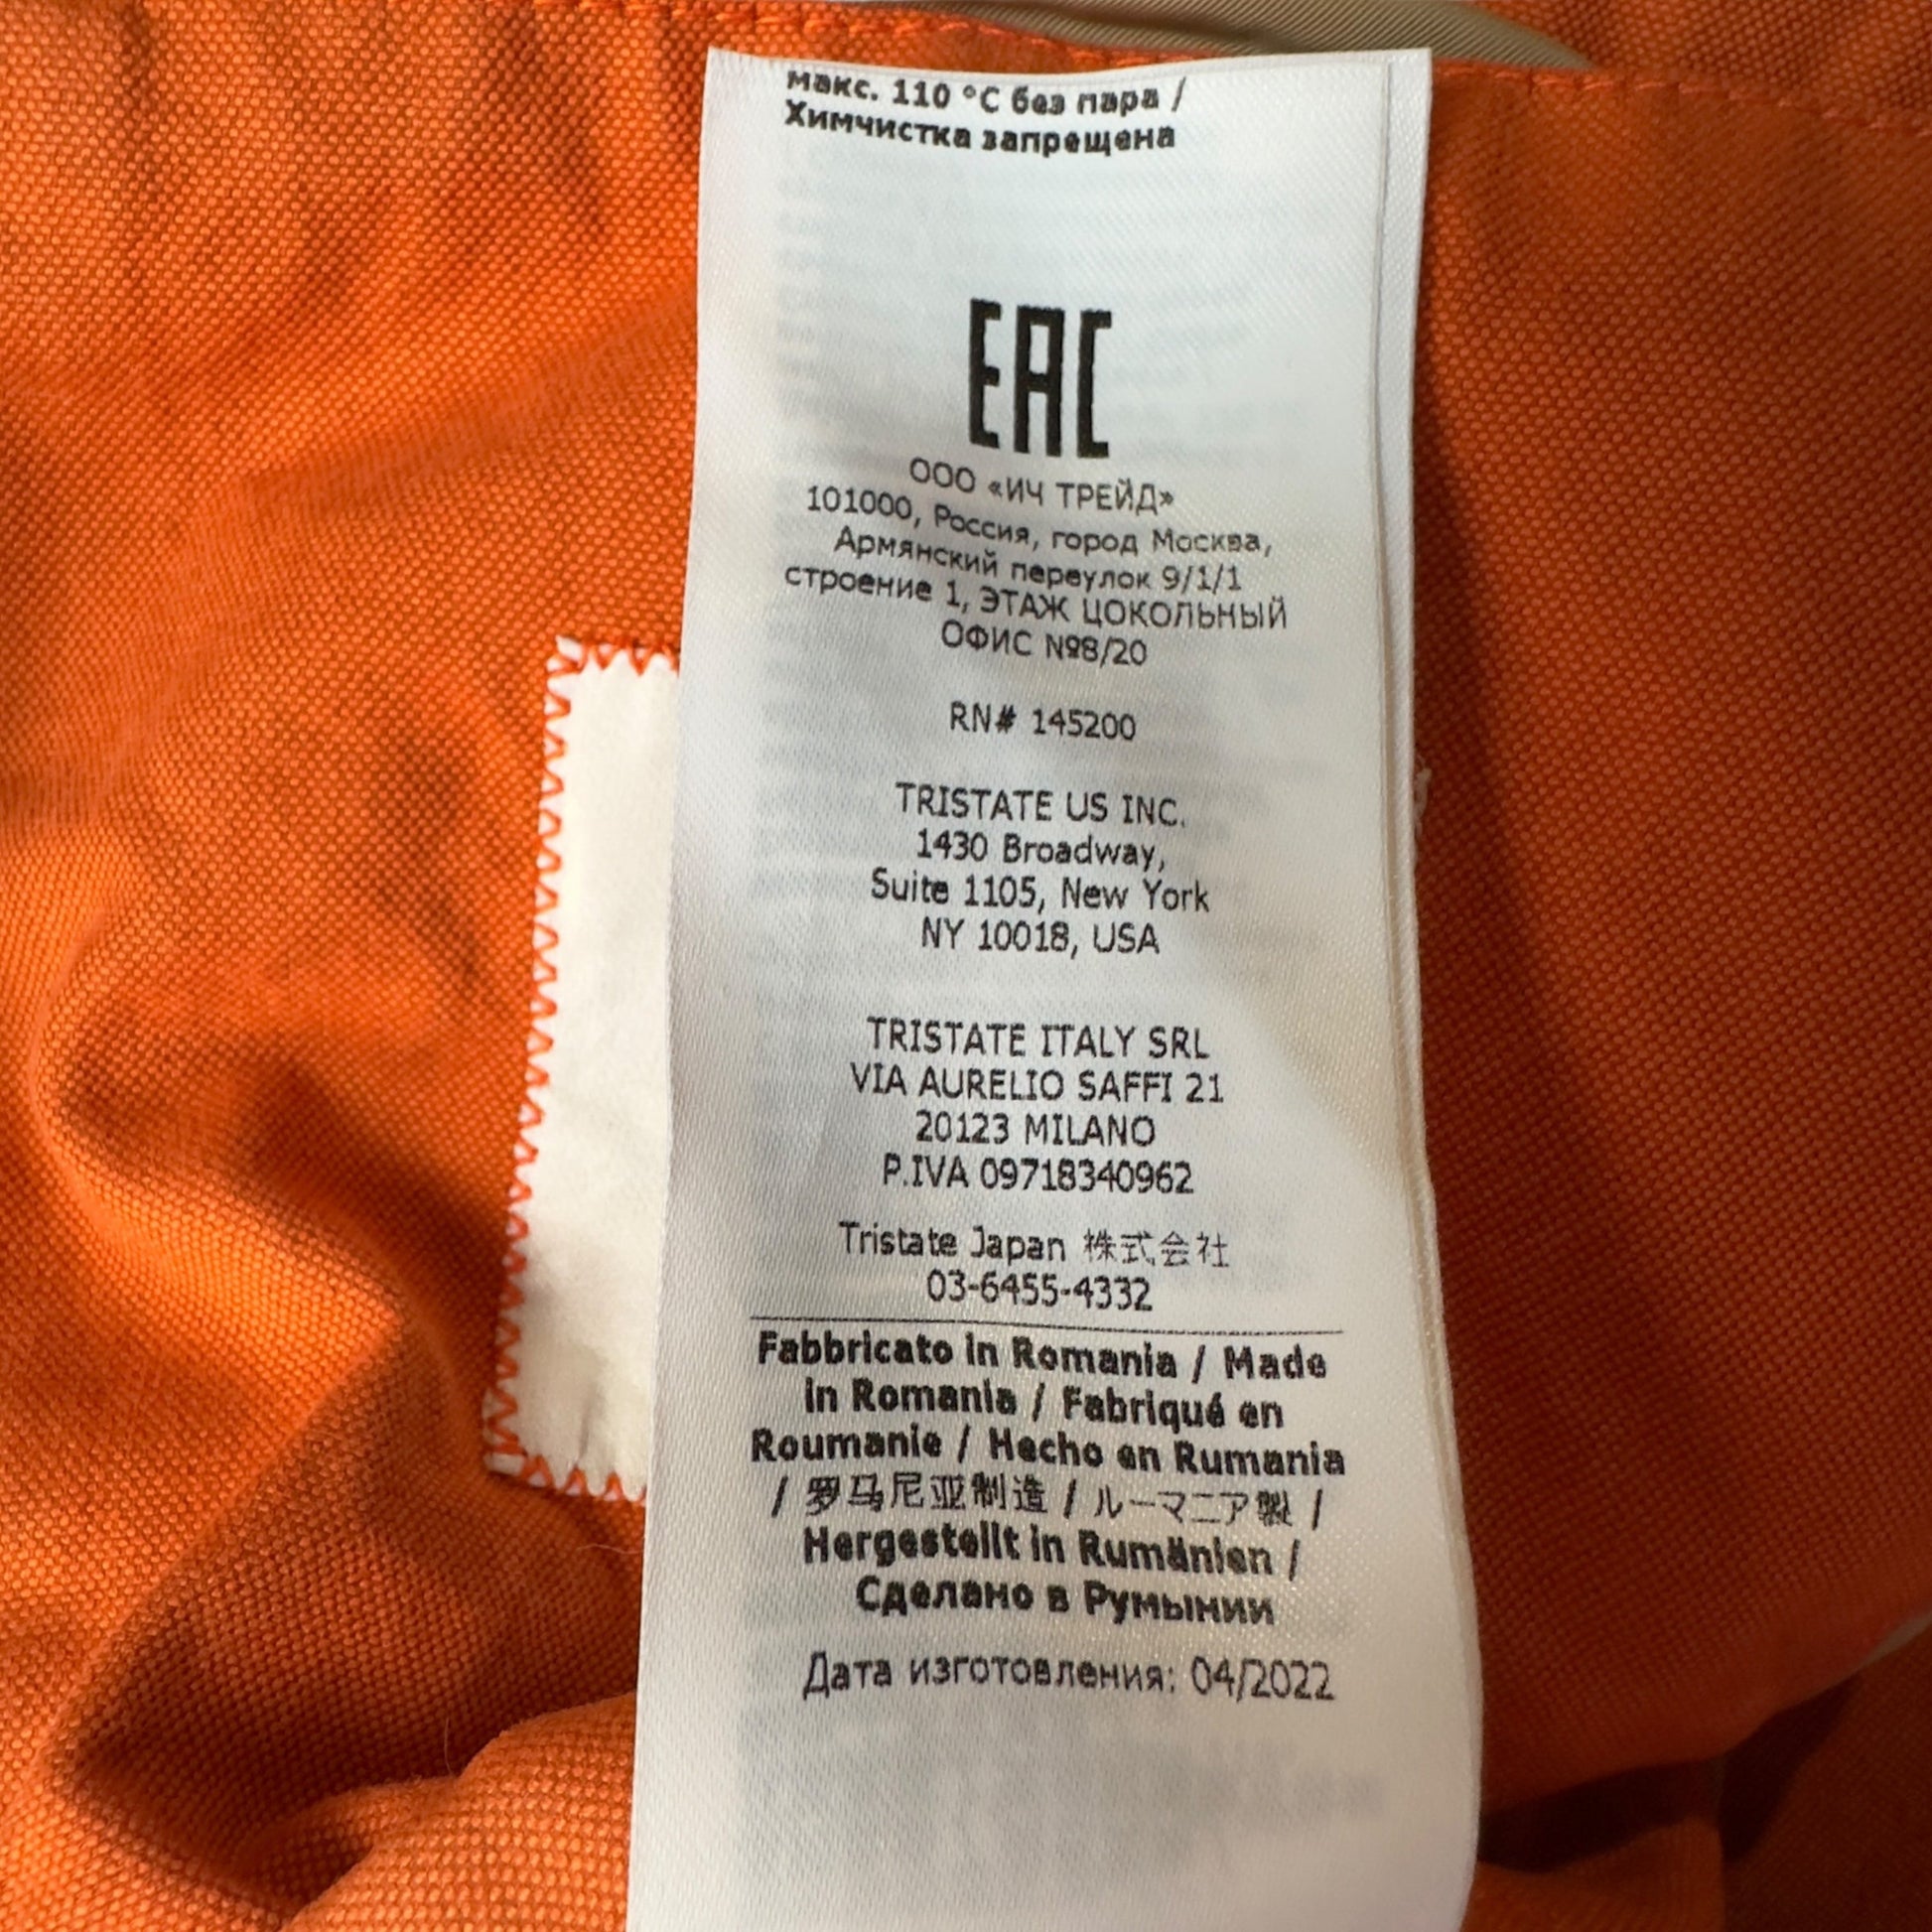 макс. 110 °C без пара /
Химчистка запрещена
EAC
ООО «ИЧ ТРЕЙД»
101000, Россия, город Москва,
Армянский переулок 9/1/1
строение 1, ЭТАЖ ЦОКОЛЬНЫЙ
ОФИС №8/20
RN# 145200
TRISTATE US INC.
1430 Broadway,
Suite 1105, New York
NY 10018, USA
TRISTATE ITALY SRL
VIA AURELIO SAFFI 21
20123 MILANO
P.IVA 09718340962
Tristate Japan 株式会社
03-6455-4332
Fabbricato in Romania / Made
in Romania / Fabriqué en
Roumanie / Hecho en Rumania
/ 罗马尼亚制造 / ルーマニア製 /
Hergestellt in Rumänien /
Сделано в Румынии
Дата изготовления: 04/2022